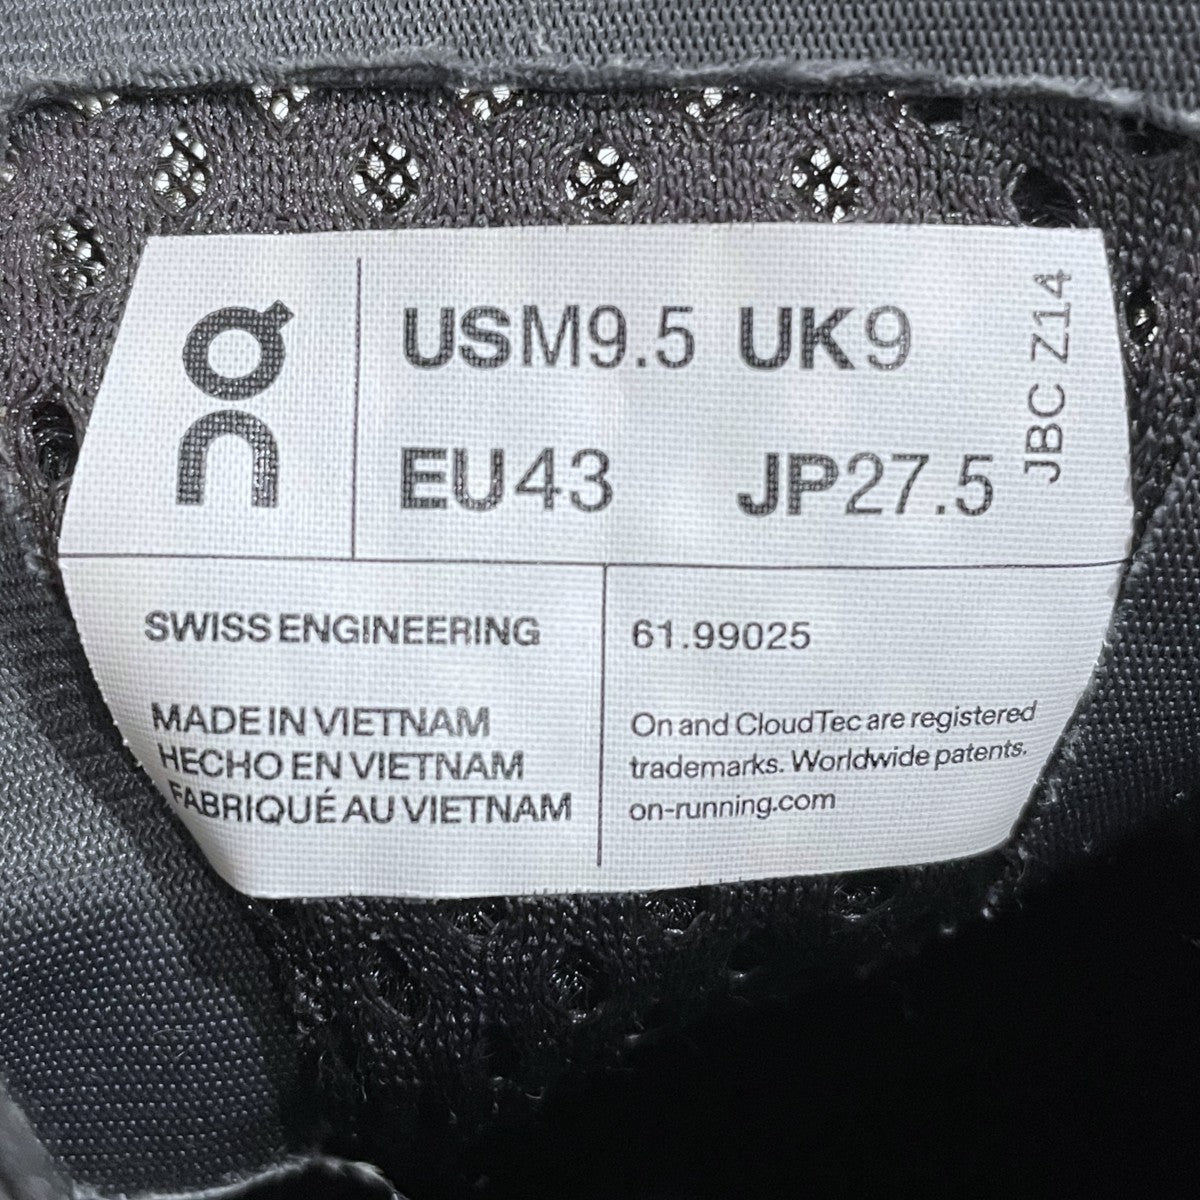 On
USM9.5 UK9
EU43 JP27.5
JBC Z14
SWISS ENGINEERING
MADE IN VIETNAM
HECHO EN VIETNAM
FABRIQUÉ AU VIETNAM
61.99025
On and CloudTec are registered
trademarks. Worldwide patents.
on-running.com